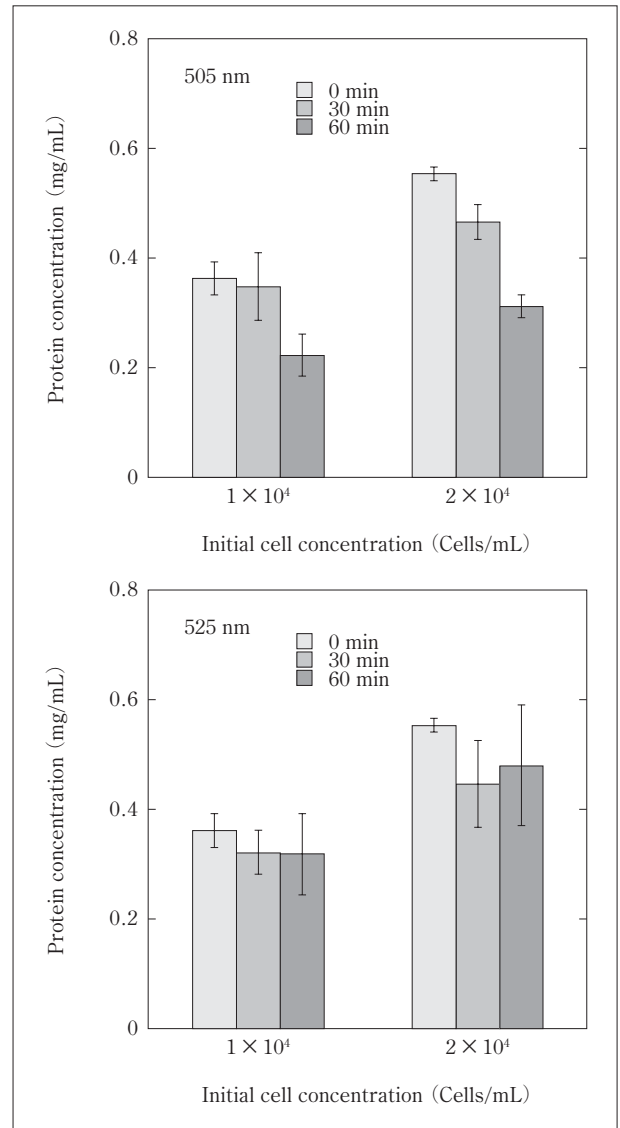 0.8
505 nm
0 min
30 min
60 min
0.6
0.4
0.2
0
Protein concentration (mg/mL)
1 × 10⁴ 2 × 10⁴
Initial cell concentration (Cells/mL)
0.8
525 nm
0 min
30 min
60 min
0.6
0.4
0.2
0
Protein concentration (mg/mL)
1 × 10⁴ 2 × 10⁴
Initial cell concentration (Cells/mL)